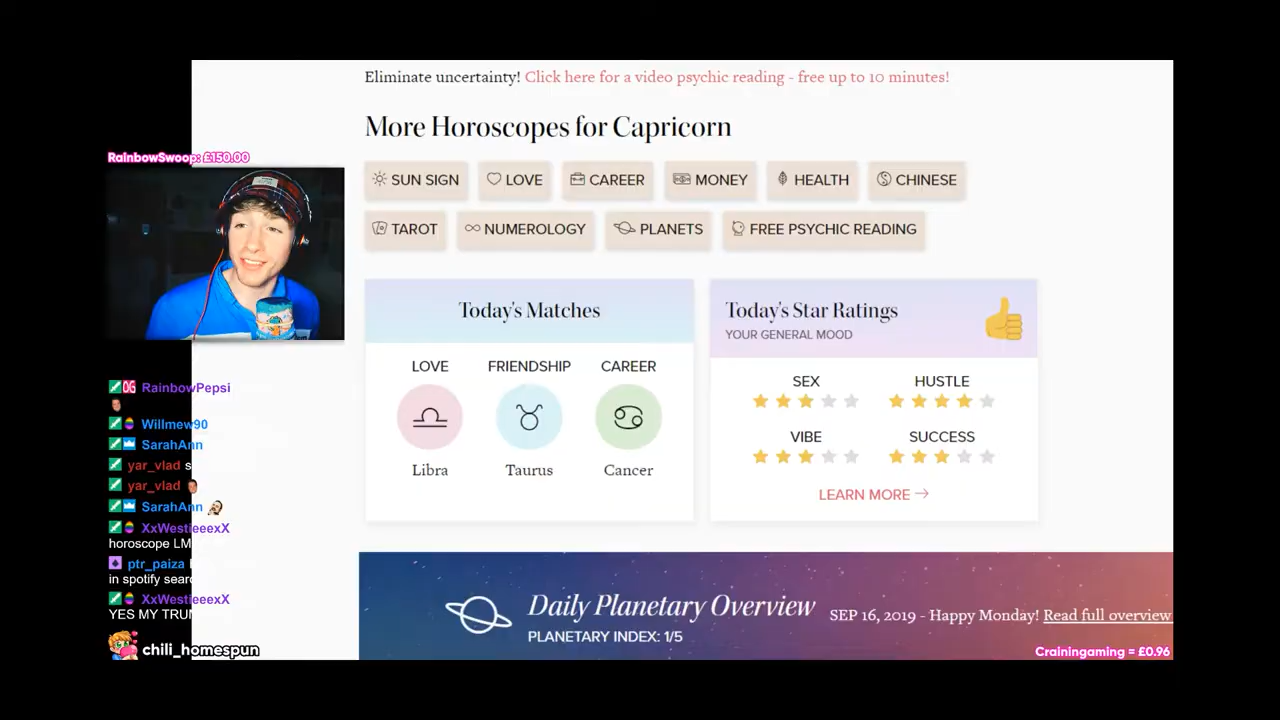 Eliminate uncertainty! Click here for a video psychic reading - free up to 10 minutes!
More Horoscopes for Capricorn
SUN SIGN LOVE CAREER MONEY HEALTH CHINESE
TAROT NUMEROLOGY PLANETS FREE PSYCHIC READING
Today's Matches
LOVE FRIENDSHIP CAREER
Libra Taurus Cancer
Today's Star Ratings
YOUR GENERAL MOOD
SEX HUSTLE
VIBE SUCCESS
LEARN MORE →
Daily Planetary Overview
PLANETARY INDEX: 1/5
SEP 16, 2019 - Happy Monday! Read full overview
RainbowSwoop: £150.00
OG RainbowPepsi
Willmew90
SarahAnn
yar_vlad s
yar_vlad
SarahAnn
XxWestieeexX
horoscope LM
ptr_paiza
in spotify sear
XxWestieeexX
YES MY TRU
chili_homespun
Craininggaming = £0.96